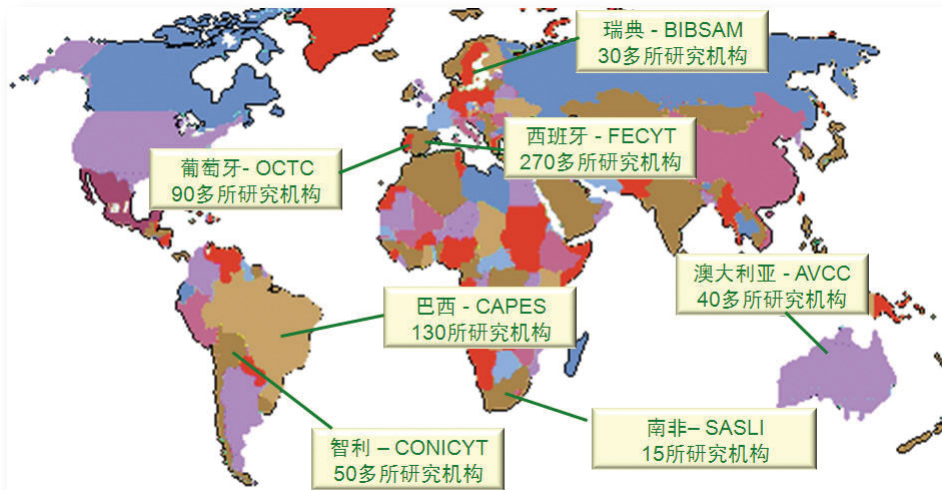 瑞典 - BIBSAM
30多所研究机构
西班牙 - FECYT
270多所研究机构
葡萄牙- OCTC
90多所研究机构
澳大利亚 - AVCC
40多所研究机构
巴西 - CAPES
130所研究机构
南非– SASLI
15所研究机构
智利 – CONICYT
50多所研究机构